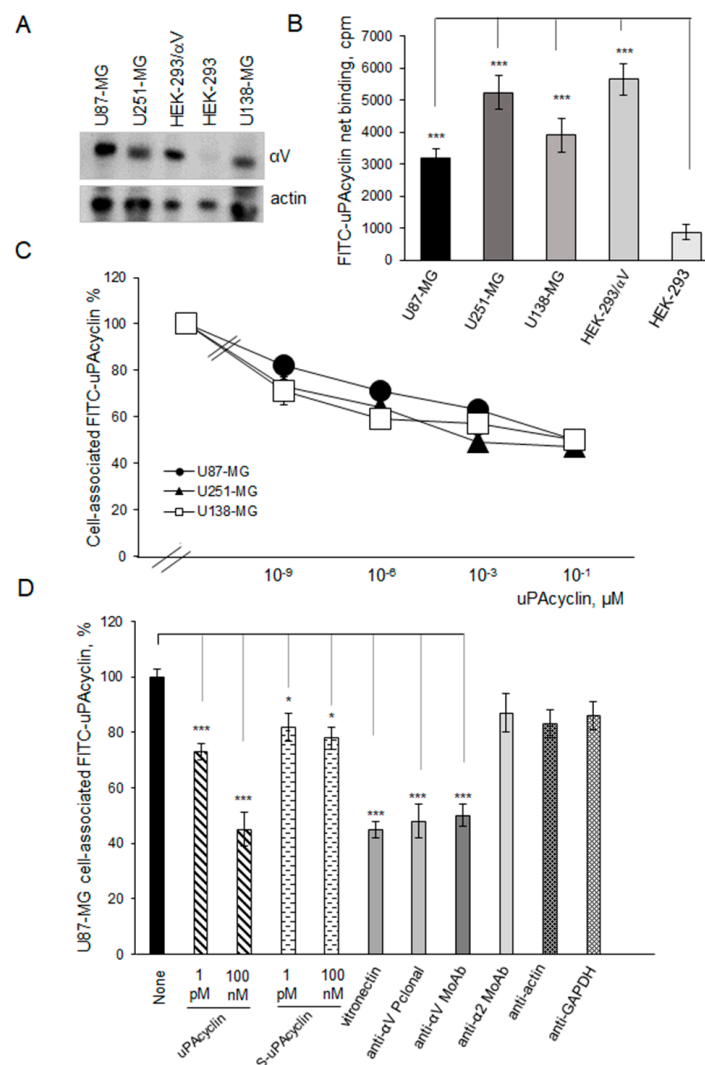 A
U87-MG
U251-MG
HEK-293/αV
HEK-293
U138-MG
αV
actin
B
FITC-uPAcyclin net binding, cpm
7000
6000
5000
4000
3000
2000
1000
0
***
***
***
***
U87-MG
U251-MG
U138-MG
HEK-293/αV
HEK-293
C
Cell-associated FITC-uPAcyclin %
120
100
80
60
40
20
0
U87-MG
U251-MG
U138-MG
10-9
10-6
10-3
10-1
uPAcyclin, µM
D
U87-MG cell-associated FITC-uPAcyclin, %
120
100
80
60
40
20
0
***
***
*
*
***
***
***
None
1 pM
100 nM
uPAcyclin
1 pM
100 nM
S-uPAcyclin
vitronectin
anti-αV Pclonal
anti-αV MoAb
anti-α2 MoAb
anti-actin
anti-GAPDH